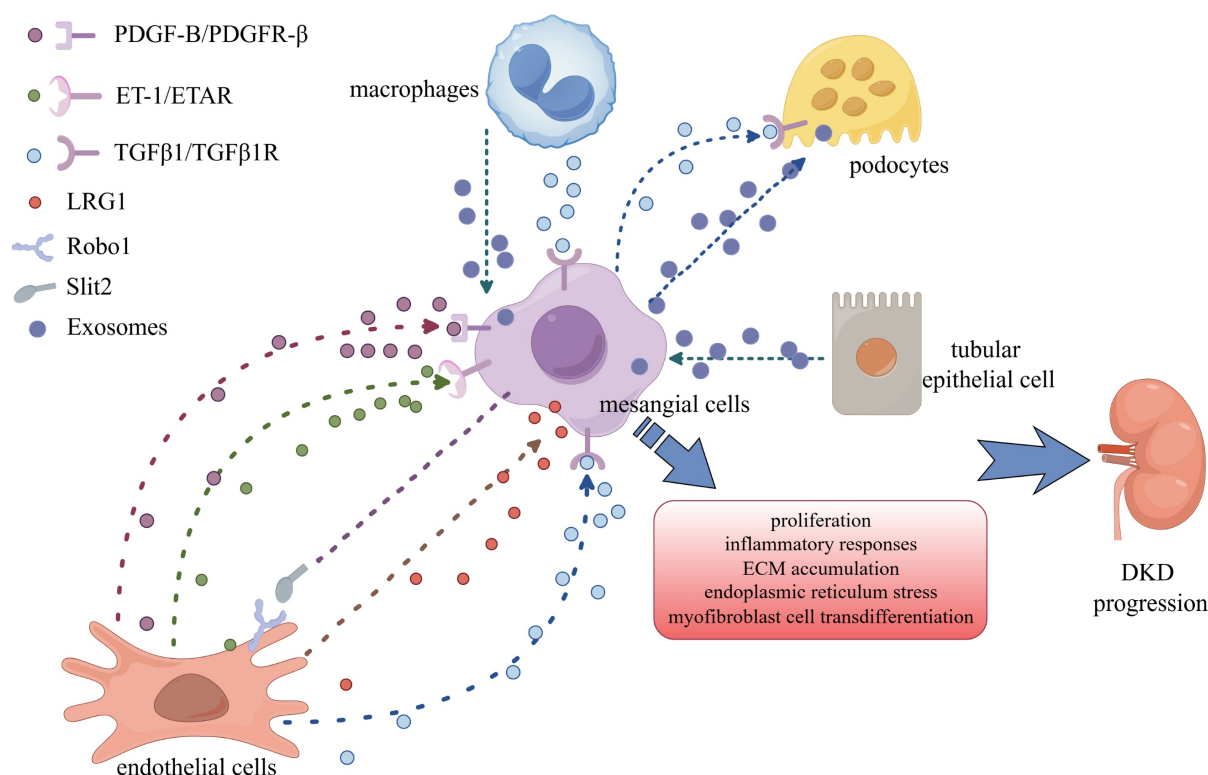 PDGF-B/PDGFR-β
ET-1/ETAR
TGFβ1/TGFβ1R
LRG1
Robo1
Slit2
Exosomes
macrophages
podocytes
tubular
epithelial cell
mesangial cells
proliferation
inflammatory responses
ECM accumulation
endoplasmic reticulum stress
myofibroblast cell transdifferentiation
DKD
progression
endothelial cells